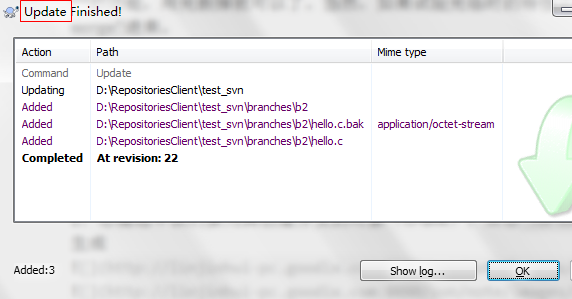 Update Finished!
Action Path Mime type
Command Update
Updating D:\RepositoriesClient\test_svn
Added D:\RepositoriesClient\test_svn\branches\b2
Added D:\RepositoriesClient\test_svn\branches\b2\hello.c.bak application/octet-stream
Added D:\RepositoriesClient\test_svn\branches\b2\hello.c
Completed At revision: 22
Added:3 Show log... OK